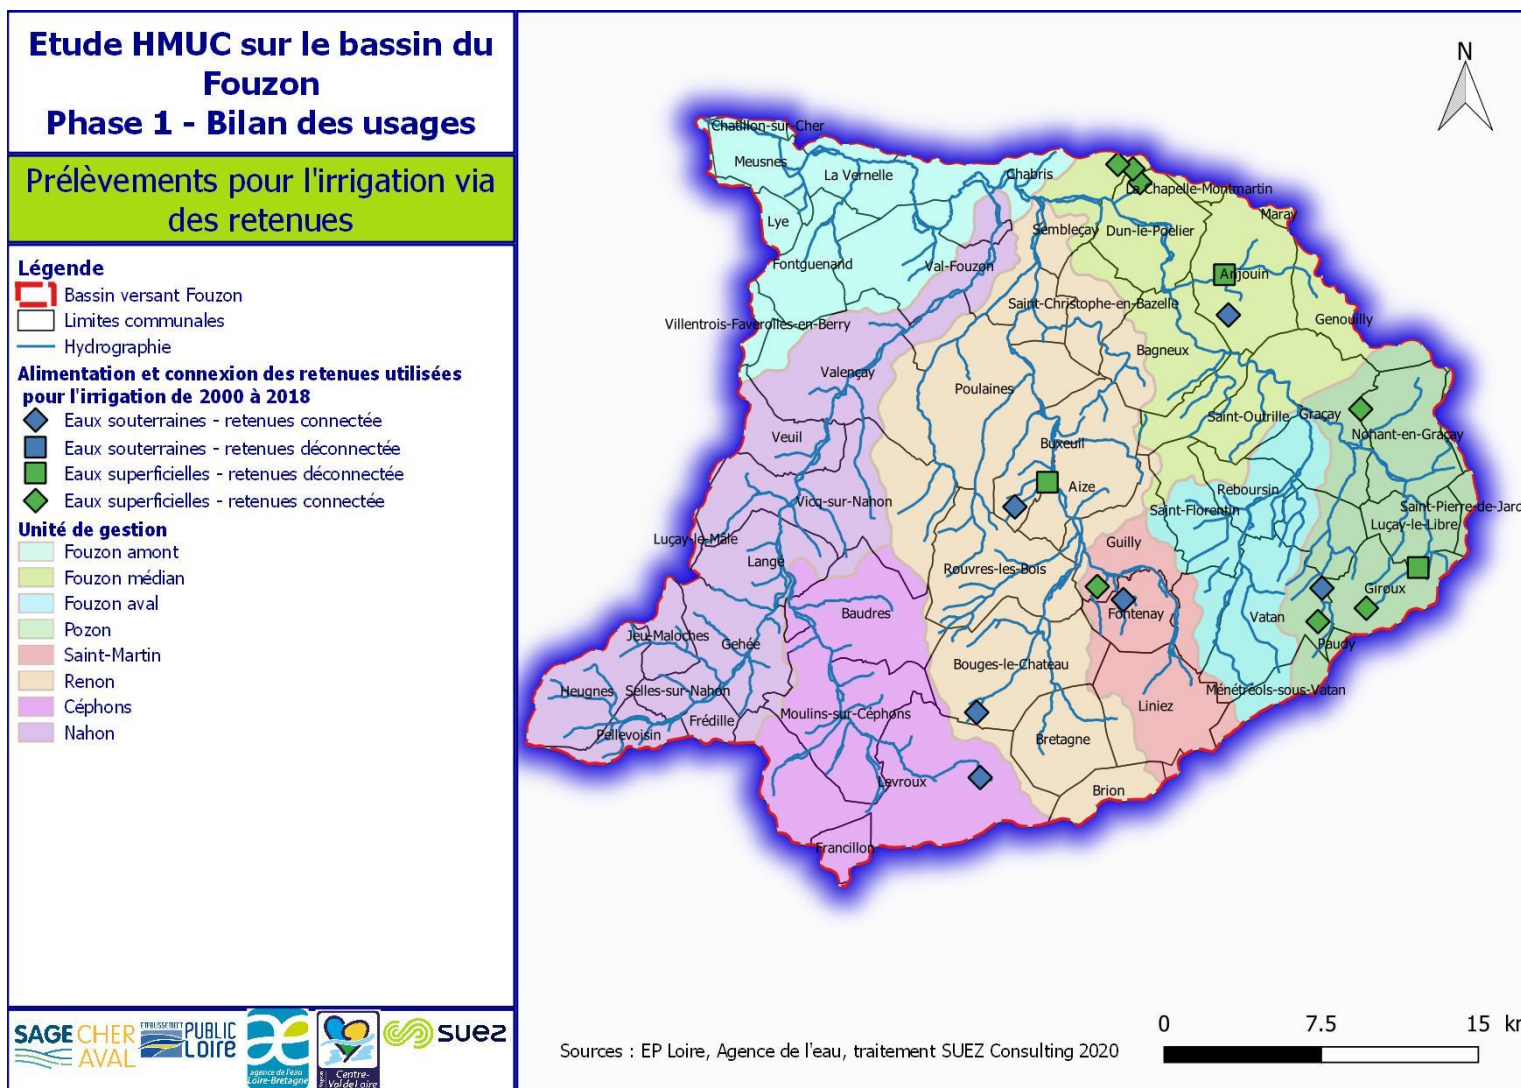 Etude HMUC sur le bassin du
Fouzon
Phase 1 - Bilan des usages
Prélèvements pour l'irrigation via
des retenues
Légende
Bassin versant Fouzon
Limites communales
Hydrographie
Alimentation et connexion des retenues utilisées
pour l'irrigation de 2000 à 2018
Eaux souterraines - retenues connectée
Eaux souterraines - retenues déconnectée
Eaux superficielles - retenues déconnectée
Eaux superficielles - retenues connectée
Unité de gestion
Fouzon amont
Fouzon médian
Fouzon aval
Pozon
Saint-Martin
Renon
Céphons
Nahon
SAGE CHER
AVAL
ETABLISSEMENT PUBLIC
LOIRE
agence de l'eau
Loire-Bretagne
Centre-
Val de Loire
suez
N
Chatillon-sur-Cher
Meusnes
La Vernelle
Chabris
La Chapelle-Montmartin
Lye
Sembleçay
Dun-le-Poelier
Maray
Fontguenand
Val-Fouzon
Anjouin
Saint-Christophe-en-Bazelle
Villentrois-Faverolles-en-Berry
Genouilly
Bagneux
Valençay
Poulaines
Saint-Outrille
Graçay
Nohant-en-Graçay
Veuil
Buxeuil
Aize
Reboursin
Vicq-sur-Nahon
Saint-Florentin
Saint-Pierre-de-Jard
Luçay-le-Libre
Luçay-le-Mâle
Guilly
Langé
Rouvres-les-Bois
Giroux
Baudres
Fontenay
Vatan
Jeu-Maloches
Gehée
Paudy
Bouges-le-Chateau
Heugnes
Selles-sur-Nahon
Ménétréols-sous-Vatan
Frédille
Moulins-sur-Céphons
Liniez
Pellevoisin
Bretagne
Levroux
Brion
Francillon
0 7.5 15 km
Sources : EP Loire, Agence de l'eau, traitement SUEZ Consulting 2020